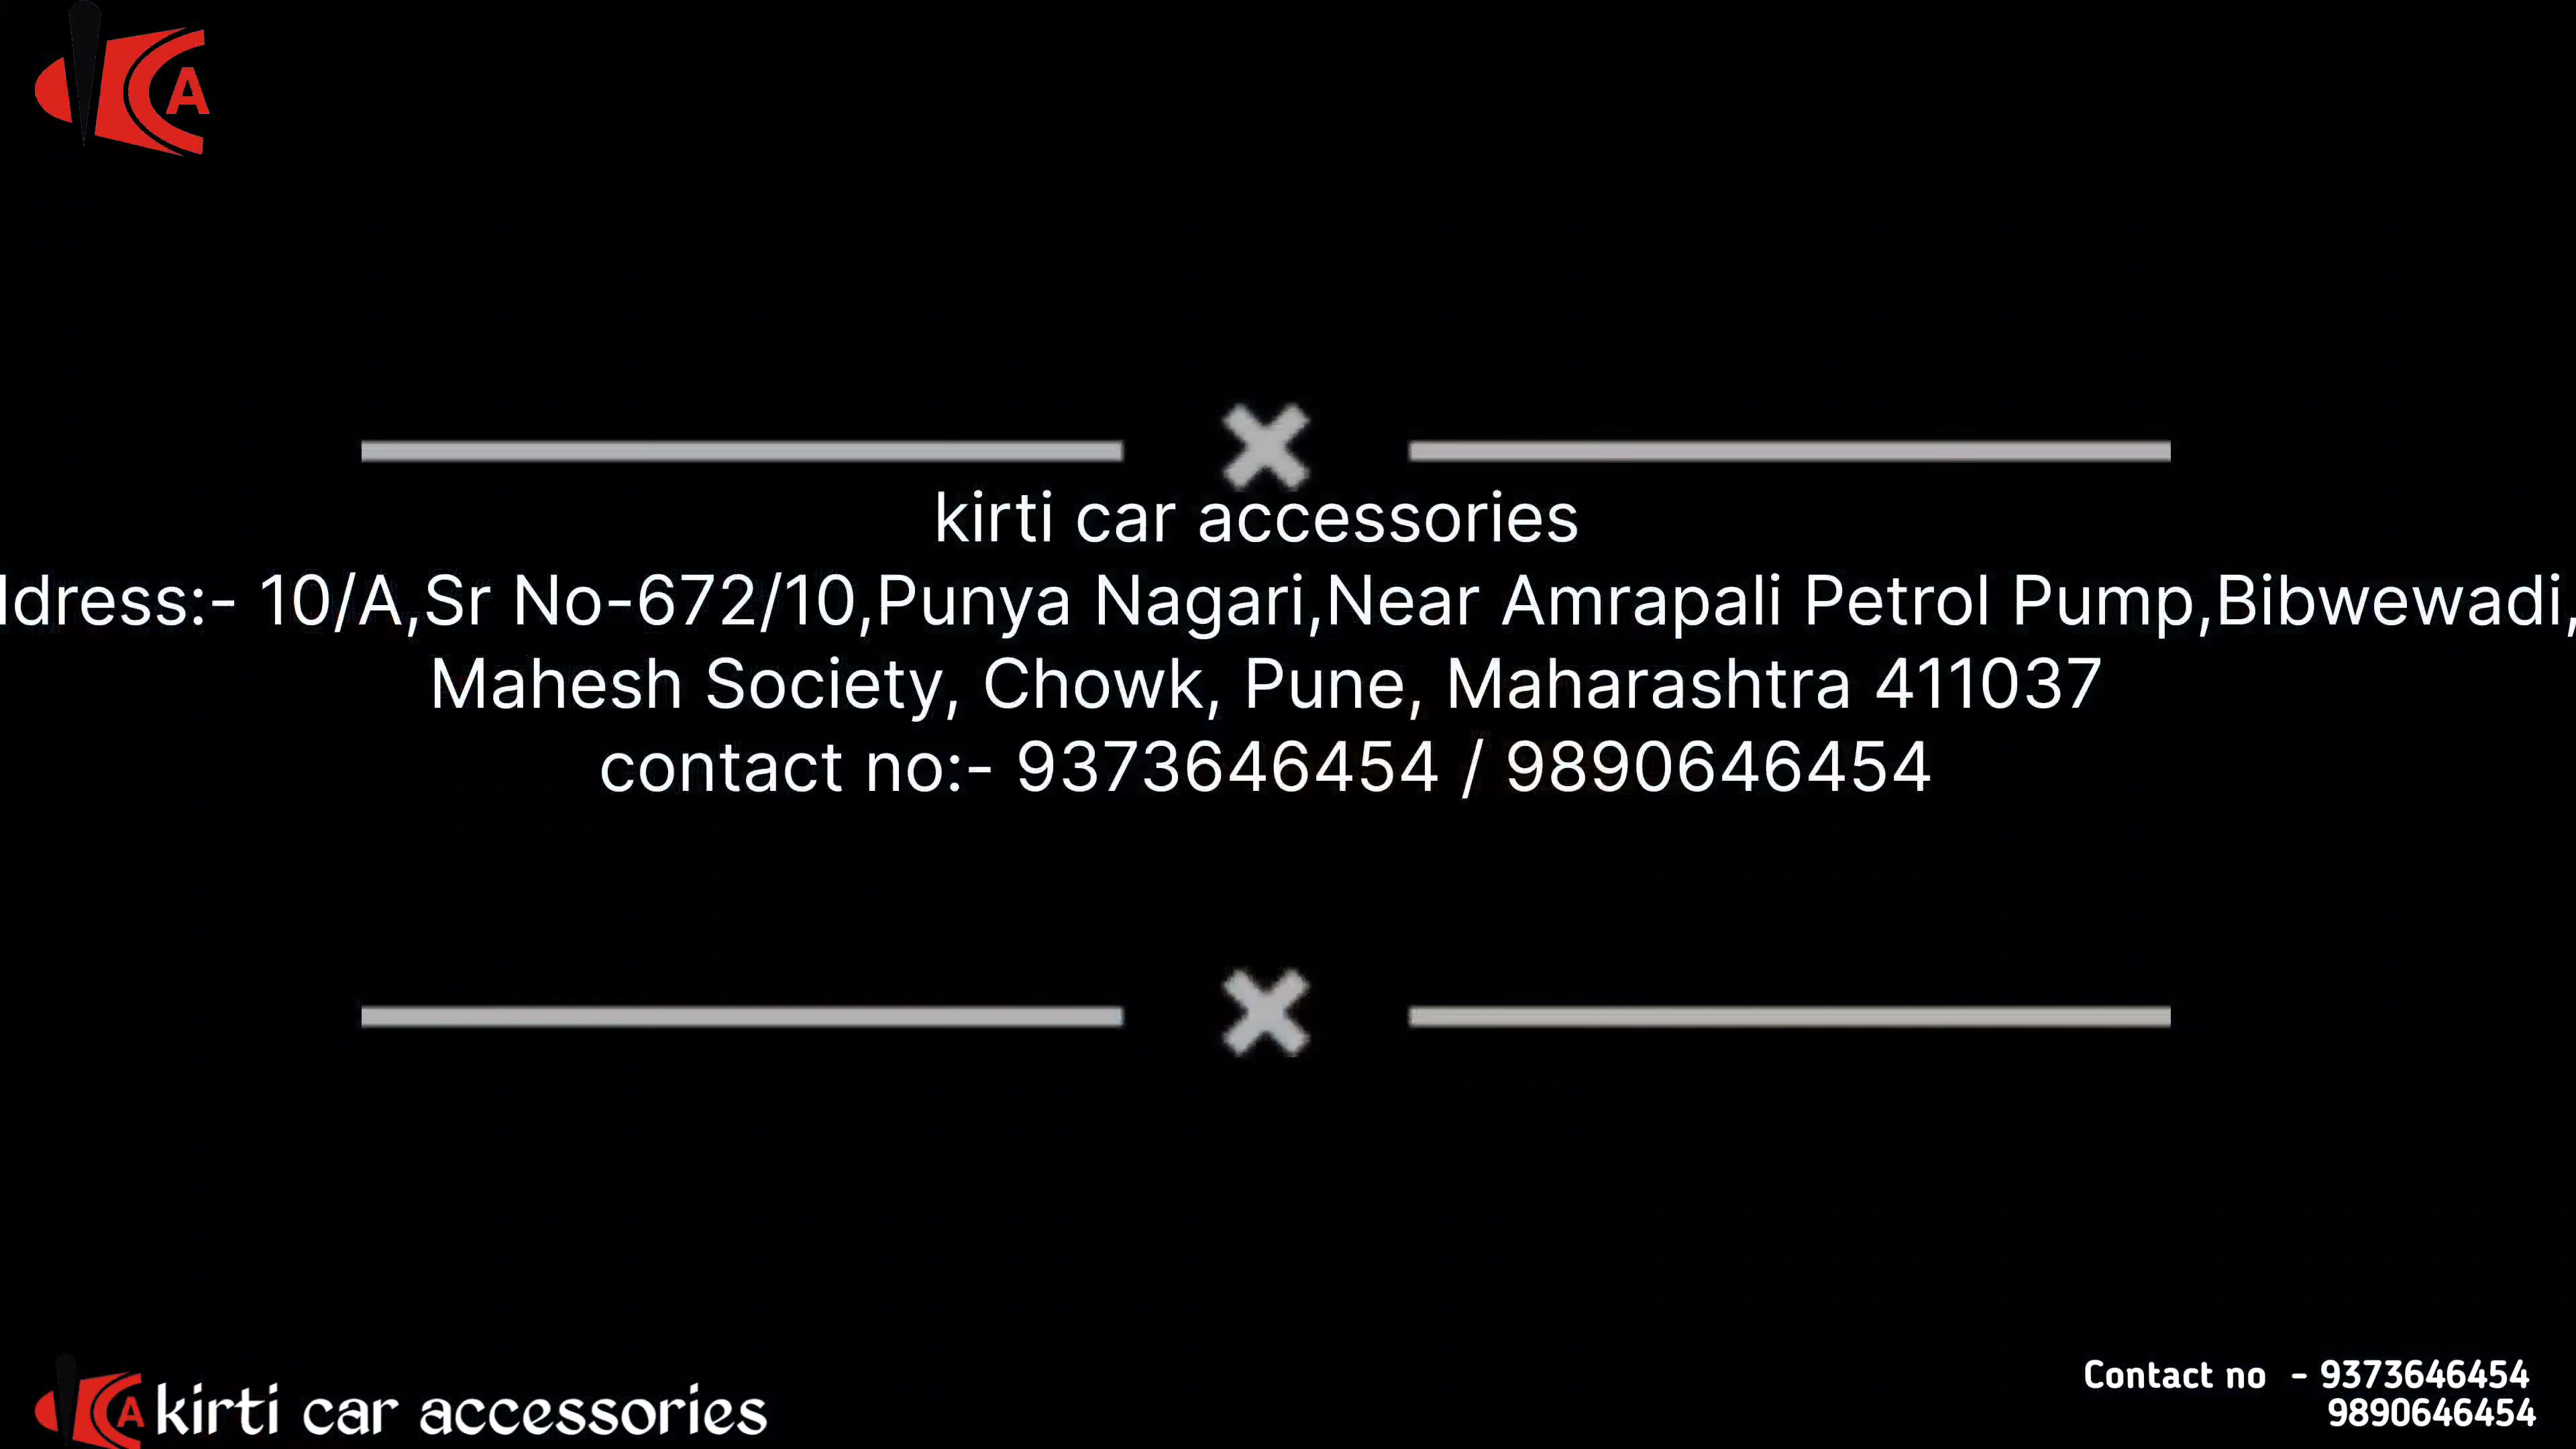 A
kirti car accessories
ddress:- 10/A,Sr No-672/10,Punya Nagari,Near Amrapali Petrol Pump,Bibwewadi,
Mahesh Society, Chowk, Pune, Maharashtra 411037
contact no:- 9373646454 / 9890646454
A kirti car accessories
Contact no - 9373646454
9890646454